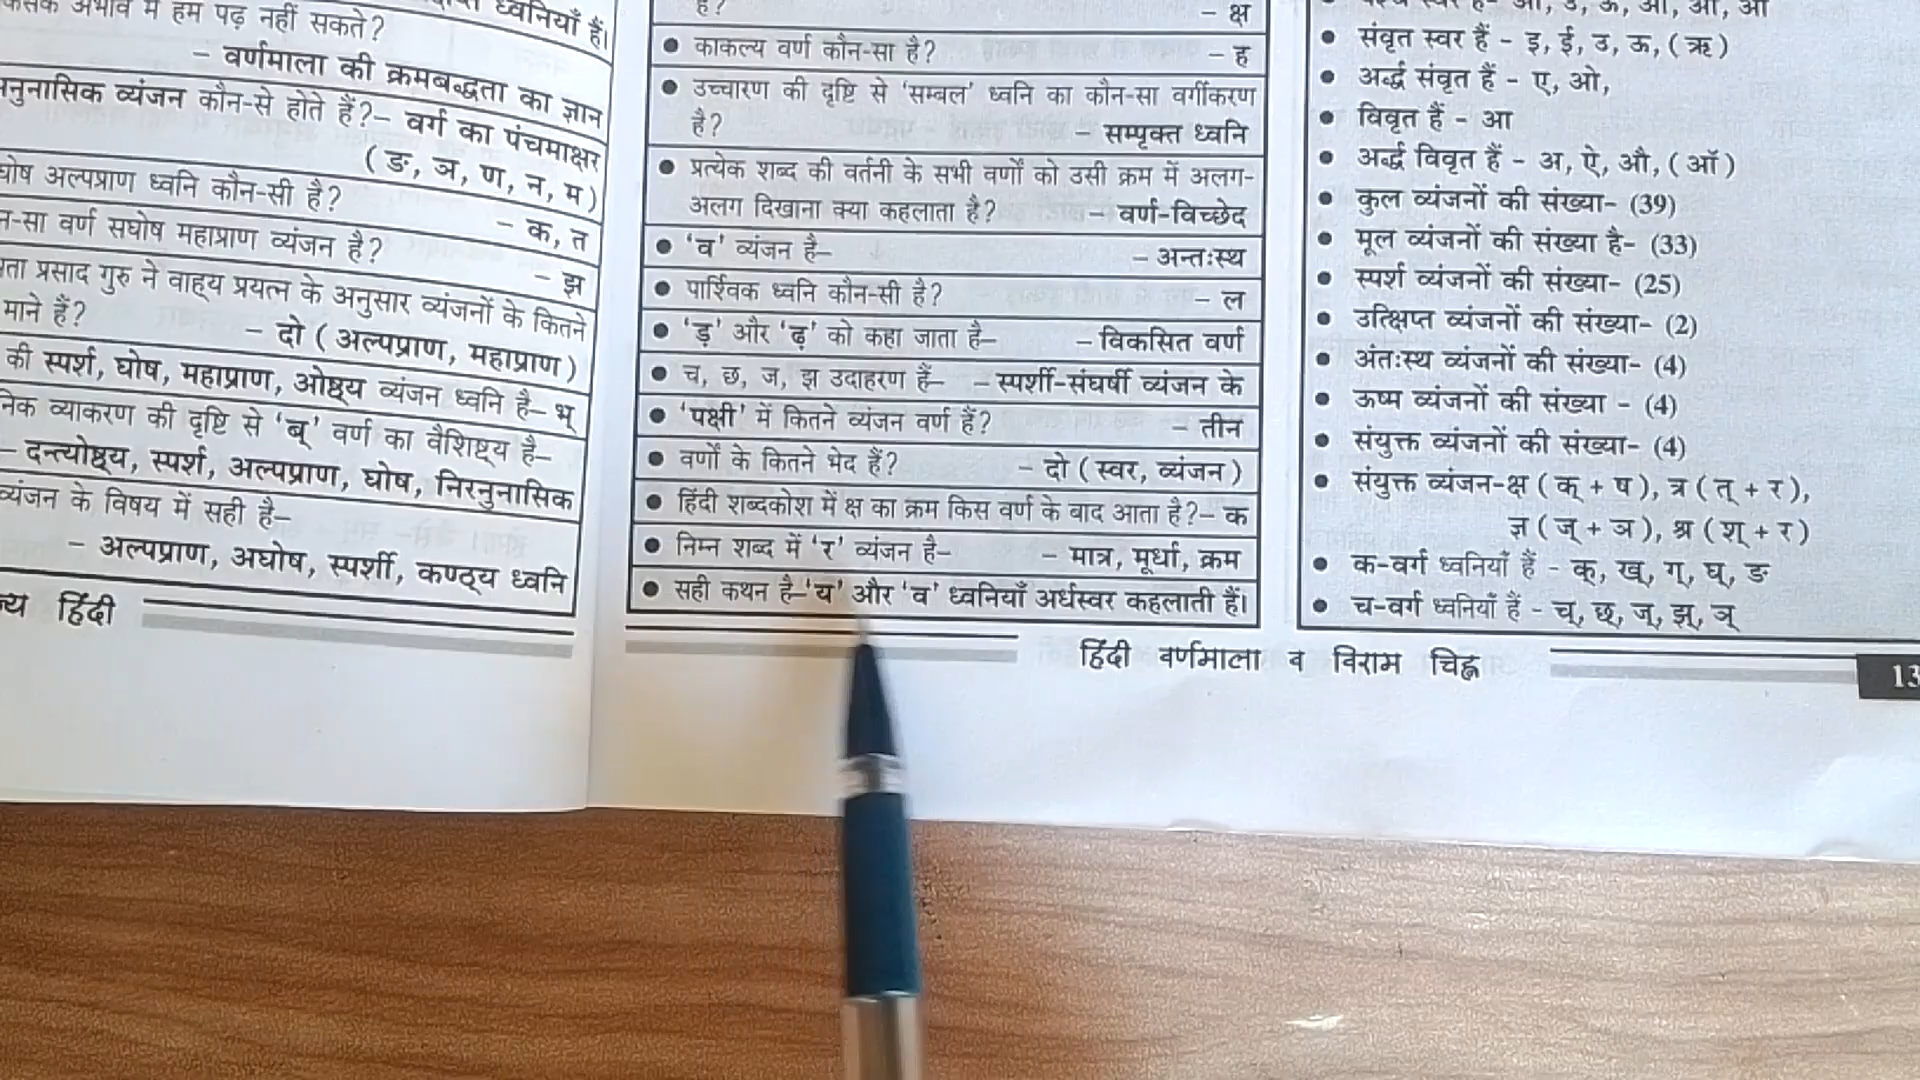 ध्वनियाँ हैं।
अभाव में हम पढ़ नहीं सकते?
– वर्णमाला की क्रमबद्धता का ज्ञान
व्यंजन कौन-से होते हैं?– वर्ग का पंचमाक्षर
( ङ, ञ, ण, न, म )
अल्पप्राण ध्वनि कौन-सी है?
– क, त
वर्ण सघोष महाप्राण व्यंजन है?
– झ
प्रसाद गुरु ने वाह्य प्रयत्न के अनुसार व्यंजनों के कितने
माने हैं?
– दो ( अल्पप्राण, महाप्राण )
की स्पर्श, घोष, महाप्राण, ओष्ठ्य व्यंजन ध्वनि है– भ्
व्याकरण की दृष्टि से 'ब्' वर्ण का वैशिष्ट्य है–
– दन्त्योष्ठ्य, स्पर्श, अल्पप्राण, घोष, निरनुनासिक
व्यंजन के विषय में सही है–
– अल्पप्राण, अघोष, स्पर्शी, कण्ठ्य ध्वनि
हिंदी
है? – क्ष
● काकल्य वर्ण कौन-सा है? – ह
● उच्चारण की दृष्टि से 'सम्बल' ध्वनि का कौन-सा वर्गीकरण
है? – सम्पृक्त ध्वनि
● प्रत्येक शब्द की वर्तनी के सभी वर्णों को उसी क्रम में अलग-
अलग दिखाना क्या कहलाता है? – वर्ण-विच्छेद
● 'व' व्यंजन है– – अन्तःस्थ
● पार्श्विक ध्वनि कौन-सी है? – ल
● 'ड़' और 'ढ़' को कहा जाता है– – विकसित वर्ण
● च, छ, ज, झ उदाहरण हैं– – स्पर्शी-संघर्षी व्यंजन के
● 'पक्षी' में कितने व्यंजन वर्ण हैं? – तीन
● वर्णों के कितने भेद हैं? – दो ( स्वर, व्यंजन )
● हिंदी शब्दकोश में क्ष का क्रम किस वर्ण के बाद आता है?– क
● निम्न शब्द में 'र' व्यंजन है– – मात्र, मूर्धा, क्रम
● सही कथन है–'य' और 'व' ध्वनियाँ अर्धस्वर कहलाती हैं।
● संवृत स्वर हैं – इ, ई, उ, ऊ, ( ऋ )
● अर्द्ध संवृत हैं – ए, ओ,
● विवृत हैं – आ
● अर्द्ध विवृत हैं – अ, ऐ, औ, ( ऑ )
● कुल व्यंजनों की संख्या– (39)
● मूल व्यंजनों की संख्या है– (33)
● स्पर्श व्यंजनों की संख्या– (25)
● उत्क्षिप्त व्यंजनों की संख्या– (2)
● अंतःस्थ व्यंजनों की संख्या– (4)
● ऊष्म व्यंजनों की संख्या – (4)
● संयुक्त व्यंजनों की संख्या– (4)
● संयुक्त व्यंजन-क्ष ( क् + ष ), त्र ( त् + र ),
ज्ञ ( ज् + ञ ), श्र ( श् + र )
● क-वर्ग ध्वनियाँ हैं – क्, ख्, ग्, घ्, ङ
● च-वर्ग ध्वनियाँ हैं – च्, छ्, ज्, झ्, ञ्
हिंदी वर्णमाला व विराम चिह्न
13